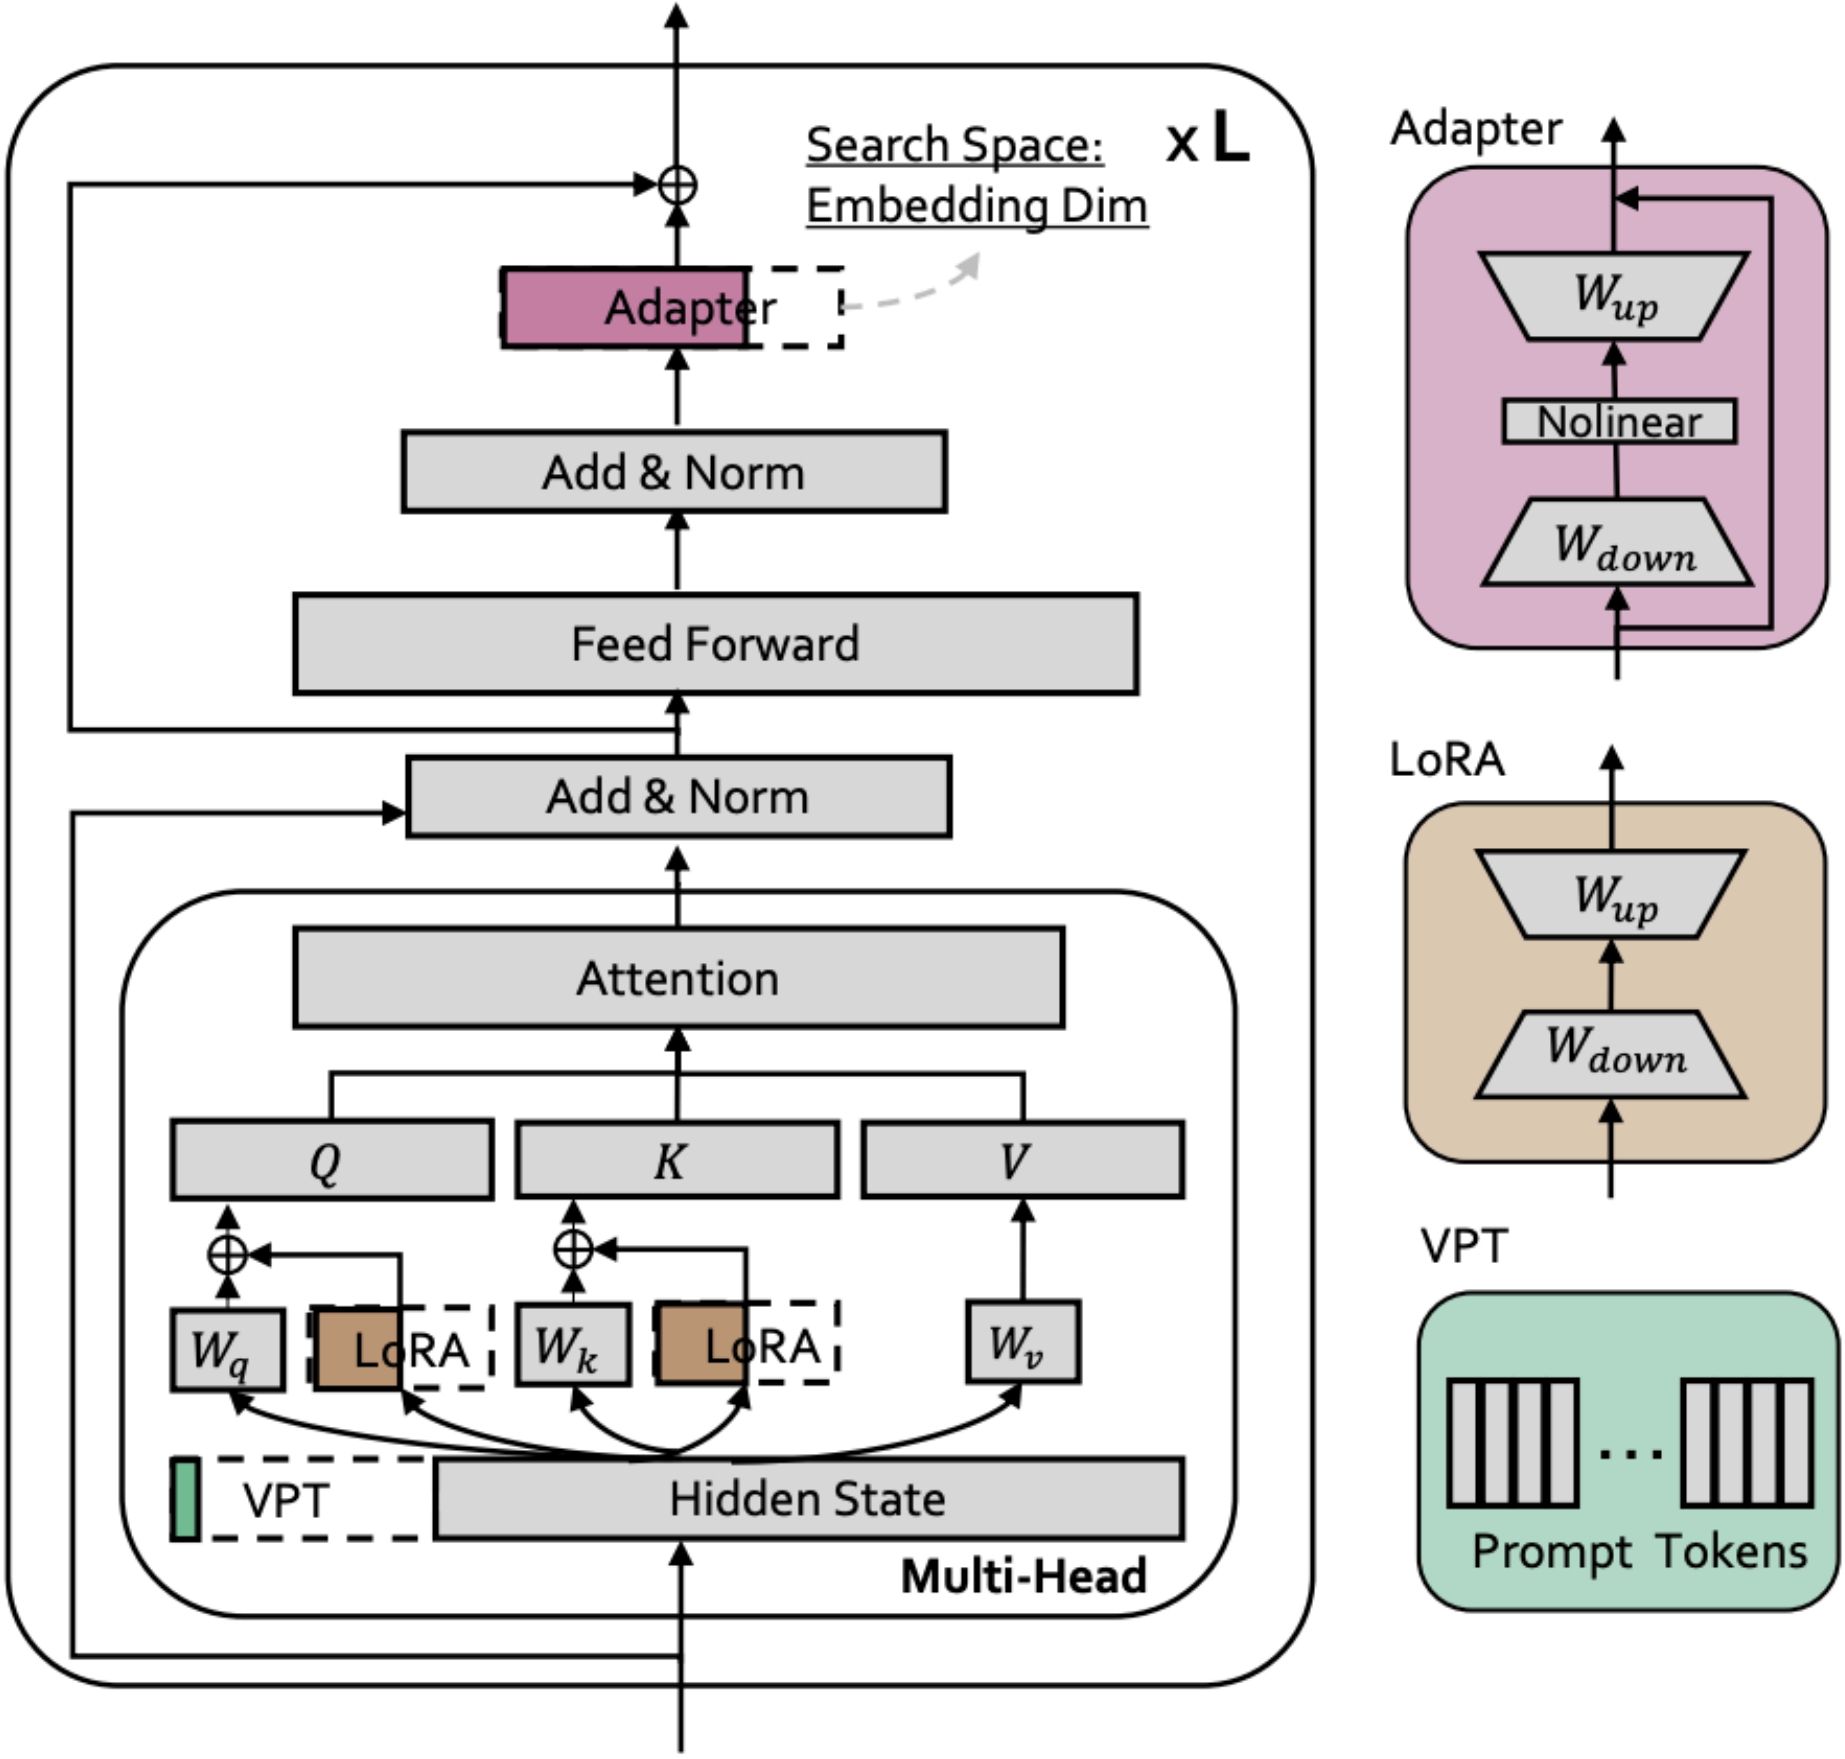 Search Space:
Embedding Dim
x L
Adapter
Add & Norm
Feed Forward
Add & Norm
Attention
Q
K
V
W_q
LoRA
W_k
LoRA
W_v
VPT
Hidden State
Multi-Head
Adapter
W_up
Nolinear
W_down
LoRA
W_up
W_down
VPT
...
Prompt Tokens